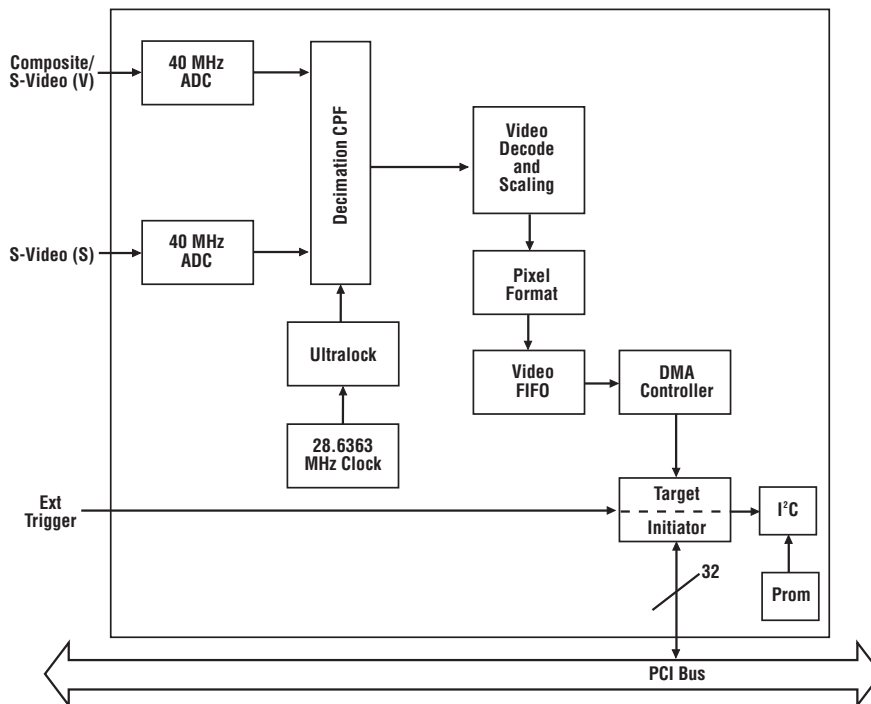 Composite/
S-Video (V)
40 MHz
ADC
Decimation CPF
Video
Decode
and
Scaling
S-Video (S)
40 MHz
ADC
Pixel
Format
Ultralock
Video
FIFO
DMA
Controller
28.6363
MHz Clock
Ext
Trigger
Target
Initiator
I²C
32
Prom
PCI Bus